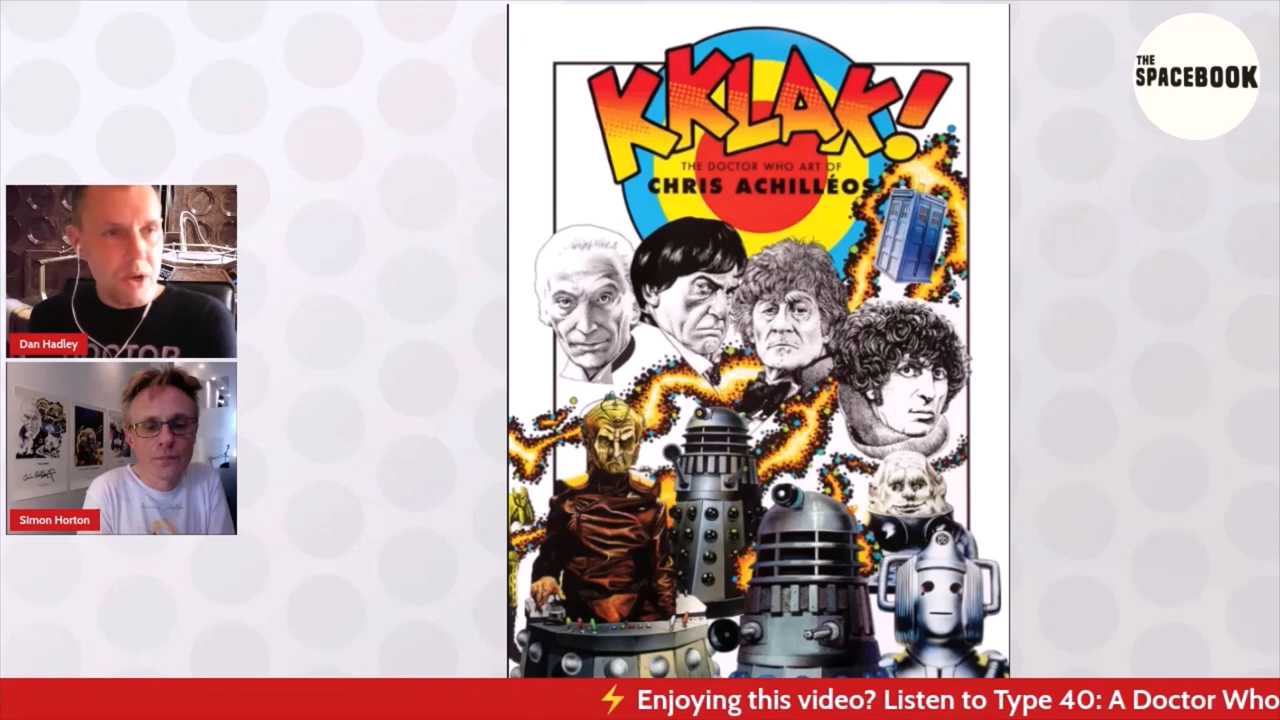 KKLAK!
THE DOCTOR WHO ART OF
CHRIS ACHILLÉOS
THE
SPACEBOOK
Dan Hadley
DOCTOR
Simon Horton
⚡ Enjoying this video? Listen to Type 40: A Doctor Who